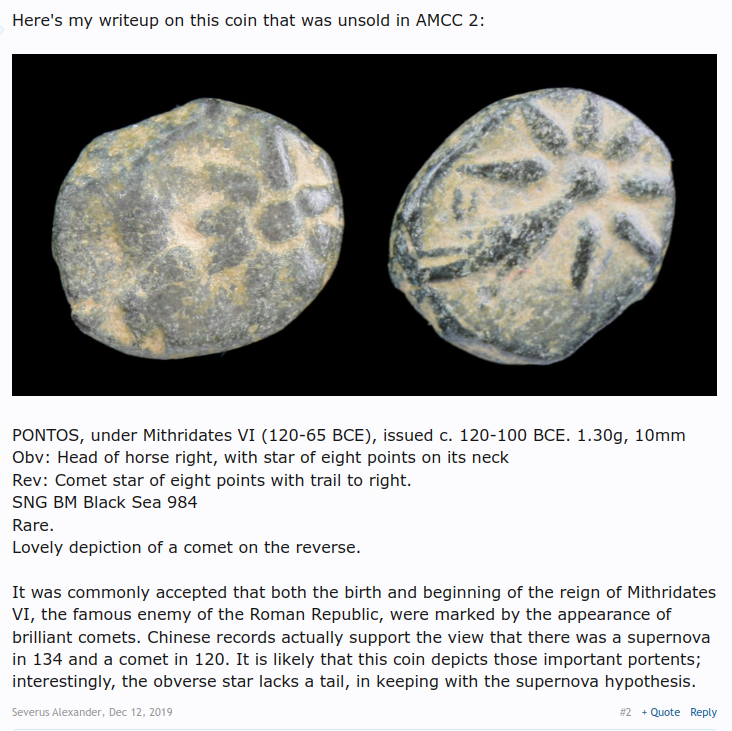 Here's my writeup on this coin that was unsold in AMCC 2:
PONTOS, under Mithridates VI (120-65 BCE), issued c. 120-100 BCE. 1.30g, 10mm
Obv: Head of horse right, with star of eight points on its neck
Rev: Comet star of eight points with trail to right.
SNG BM Black Sea 984
Rare.
Lovely depiction of a comet on the reverse.
It was commonly accepted that both the birth and beginning of the reign of Mithridates
VI, the famous enemy of the Roman Republic, were marked by the appearance of
brilliant comets. Chinese records actually support the view that there was a supernova
in 134 and a comet in 120. It is likely that this coin depicts those important portents;
interestingly, the obverse star lacks a tail, in keeping with the supernova hypothesis.
Severus Alexander, Dec 12, 2019 #2 + Quote Reply